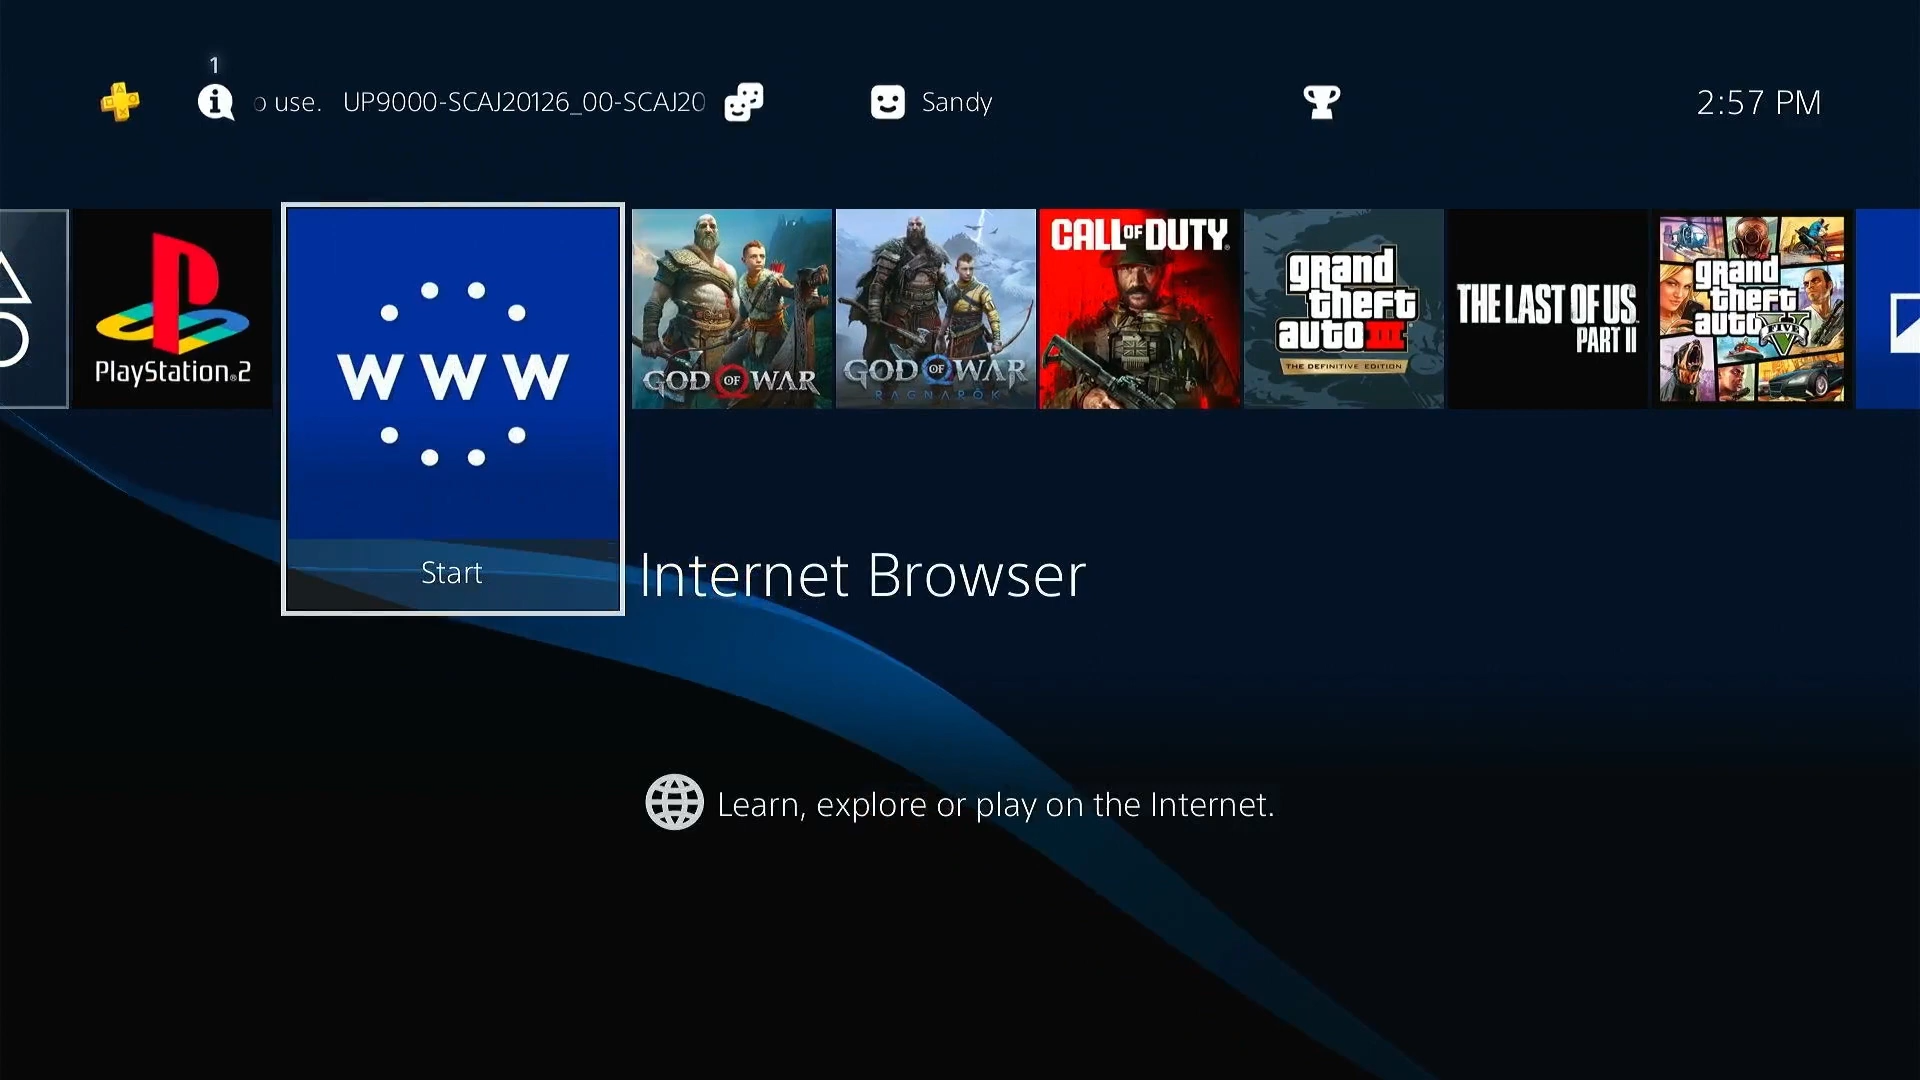 1
o use. UP9000-SCAJ20126_00-SCAJ20
Sandy
2:57 PM
PlayStation®2
WWW
GOD OF WAR
GOD OF WAR
RAGNARÖK
CALL OF DUTY®
grand
theft
auto III
THE DEFINITIVE EDITION
THE LAST OF US
PART II
grand
theft
auto
FIVE
Start
Internet Browser
Learn, explore or play on the Internet.